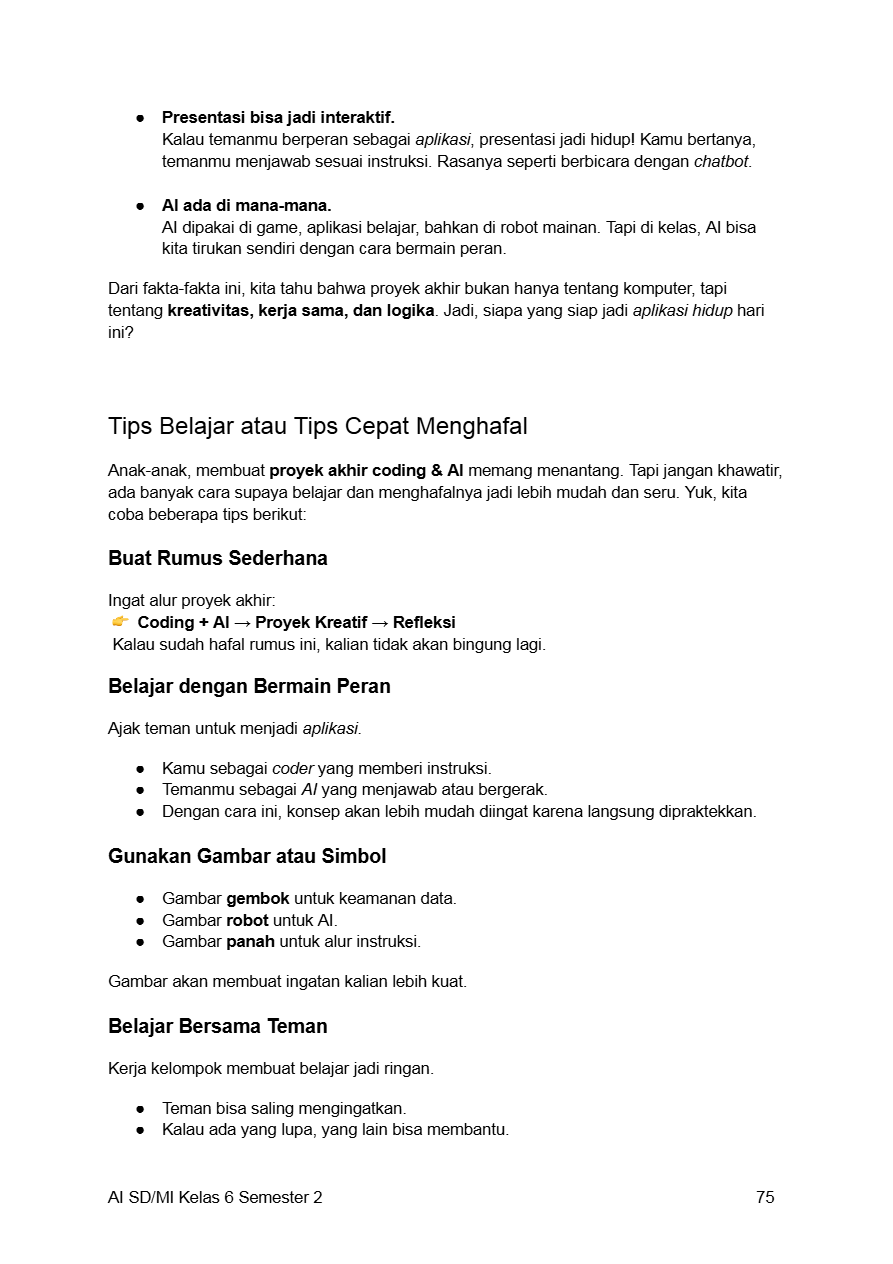 ● Presentasi bisa jadi interaktif.
Kalau temanmu berperan sebagai aplikasi, presentasi jadi hidup! Kamu bertanya,
temanmu menjawab sesuai instruksi. Rasanya seperti berbicara dengan chatbot.
● AI ada di mana-mana.
AI dipakai di game, aplikasi belajar, bahkan di robot mainan. Tapi di kelas, AI bisa
kita tirukan sendiri dengan cara bermain peran.
Dari fakta-fakta ini, kita tahu bahwa proyek akhir bukan hanya tentang komputer, tapi
tentang kreativitas, kerja sama, dan logika. Jadi, siapa yang siap jadi aplikasi hidup hari
ini?
Tips Belajar atau Tips Cepat Menghafal
Anak-anak, membuat proyek akhir coding & AI memang menantang. Tapi jangan khawatir,
ada banyak cara supaya belajar dan menghafalnya jadi lebih mudah dan seru. Yuk, kita
coba beberapa tips berikut:
Buat Rumus Sederhana
Ingat alur proyek akhir:
👉 Coding + AI → Proyek Kreatif → Refleksi
Kalau sudah hafal rumus ini, kalian tidak akan bingung lagi.
Belajar dengan Bermain Peran
Ajak teman untuk menjadi aplikasi.
● Kamu sebagai coder yang memberi instruksi.
● Temanmu sebagai AI yang menjawab atau bergerak.
● Dengan cara ini, konsep akan lebih mudah diingat karena langsung dipraktekkan.
Gunakan Gambar atau Simbol
● Gambar gembok untuk keamanan data.
● Gambar robot untuk AI.
● Gambar panah untuk alur instruksi.
Gambar akan membuat ingatan kalian lebih kuat.
Belajar Bersama Teman
Kerja kelompok membuat belajar jadi ringan.
● Teman bisa saling mengingatkan.
● Kalau ada yang lupa, yang lain bisa membantu.
AI SD/MI Kelas 6 Semester 2 75